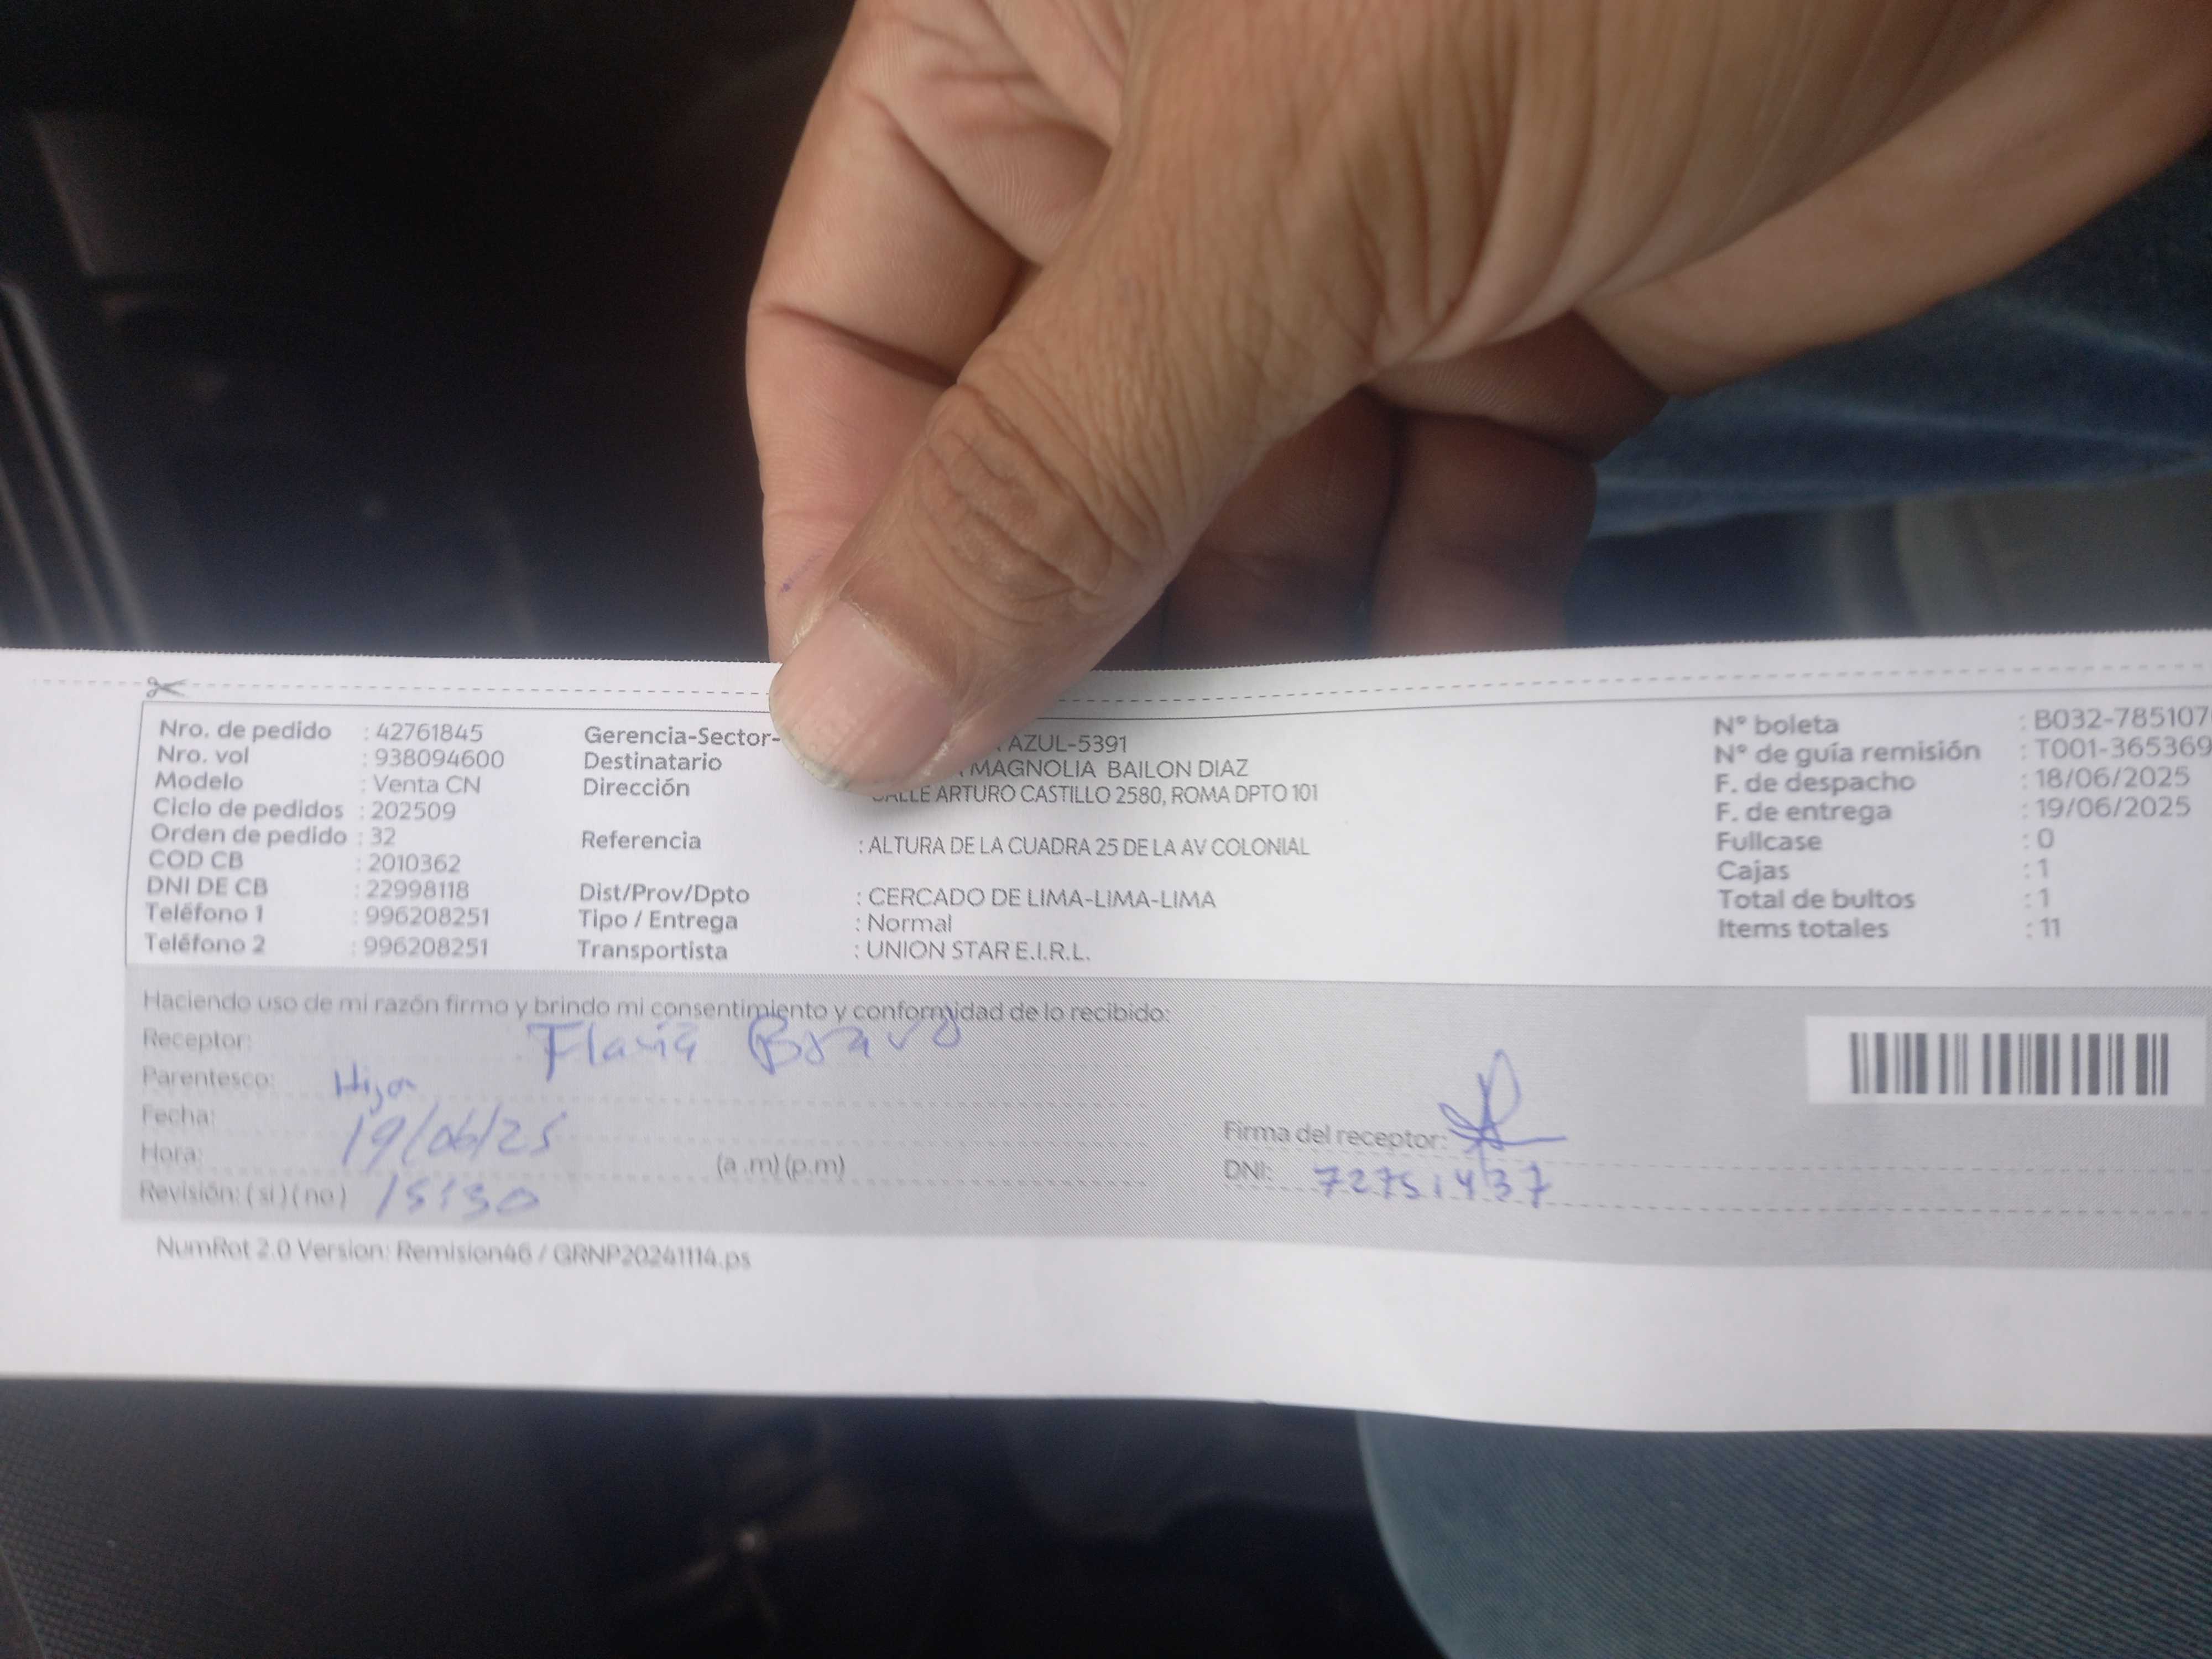 Nro. de pedido : 42761845
Nro. vol : 938094600
Modelo : Venta CN
Ciclo de pedidos : 202509
Orden de pedido : 32
COD CB : 2010362
DNI DE CB : 22998118
Teléfono 1 : 996208251
Teléfono 2 : 996208251
Gerencia-Sector- AZUL-5391
Destinatario MAGNOLIA BAILON DIAZ
Dirección CALLE ARTURO CASTILLO 2580, ROMA DPTO 101
Referencia : ALTURA DE LA CUADRA 25 DE LA AV COLONIAL
Dist/Prov/Dpto : CERCADO DE LIMA-LIMA-LIMA
Tipo / Entrega : Normal
Transportista : UNION STAR E.I.R.L.
N° boleta : B032-785107
N° de guía remisión : T001-365369
F. de despacho : 18/06/2025
F. de entrega : 19/06/2025
Fullcase : 0
Cajas : 1
Total de bultos : 1
Items totales : 11
Haciendo uso de mi razón firmo y brindo mi consentimiento y conformidad de lo recibido:
Receptor: Flavia Bravo
Parentesco: Hija
Fecha: 19/06/25
Hora: (a.m)(p.m)
Revisión: (si)(no) 15:30
Firma del receptor:
DNI: 72751437
NumRot 2.0 Version: Remision46 / GRNP20241114.ps